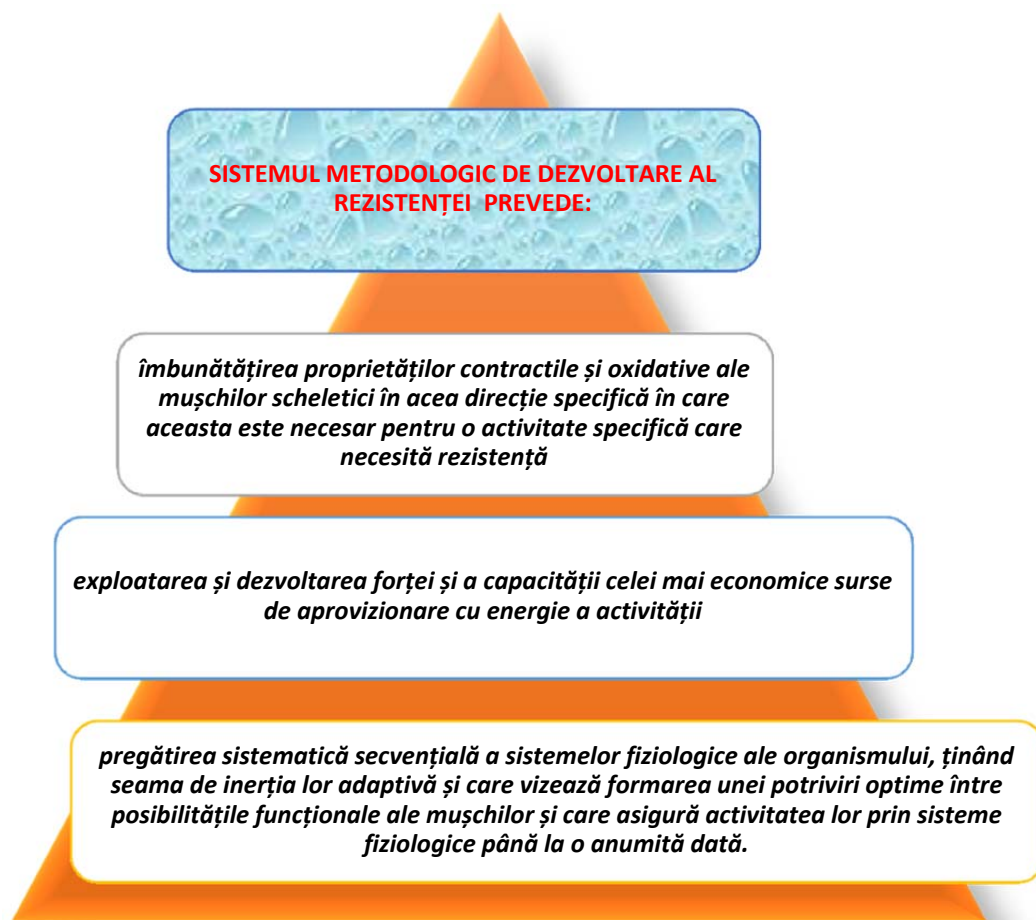 SISTEMUL METODOLOGIC DE DEZVOLTARE AL
REZISTENȚEI PREVEDE:
îmbunătățirea proprietăților contractile și oxidative ale
mușchilor scheletici în acea direcție specifică în care
aceasta este necesar pentru o activitate specifică care
necesită rezistență
exploatarea și dezvoltarea forței și a capacității celei mai economice surse
de aprovizionare cu energie a activității
pregătirea sistematică secvențială a sistemelor fiziologice ale organismului, ținând
seama de inerția lor adaptivă și care vizează formarea unei potriviri optime între
posibilitățile funcționale ale mușchilor și care asigură activitatea lor prin sisteme
fiziologice până la o anumită dată.